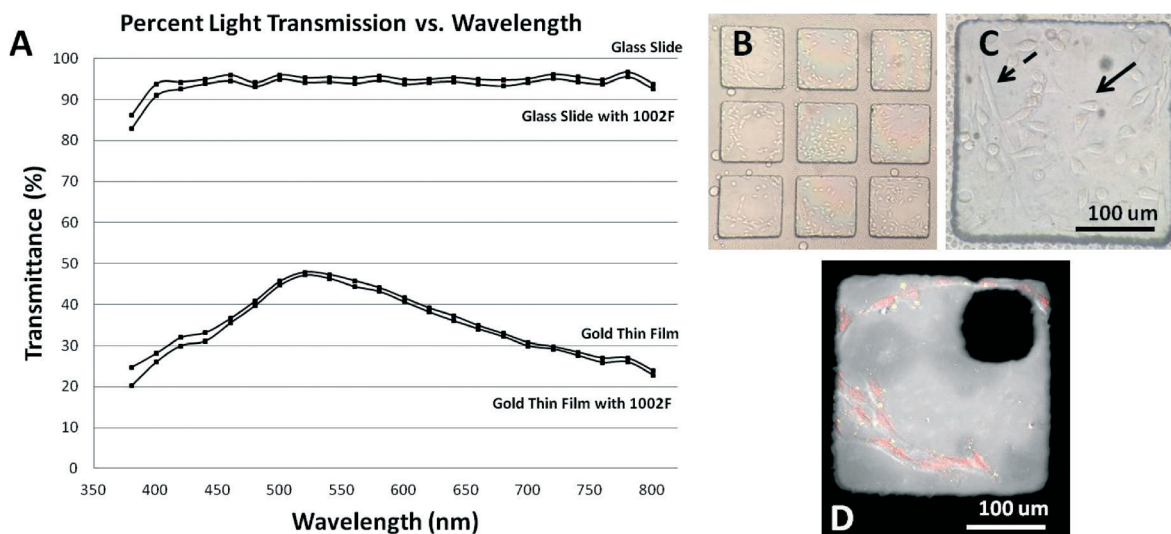 A
Percent Light Transmission vs. Wavelength
Glass Slide
Glass Slide with 1002F
Gold Thin Film
Gold Thin Film with 1002F
Transmittance (%)
100
90
80
70
60
50
40
30
20
10
0
350 400 450 500 550 600 650 700 750 800
Wavelength (nm)
B
C
100 um
D
100 um